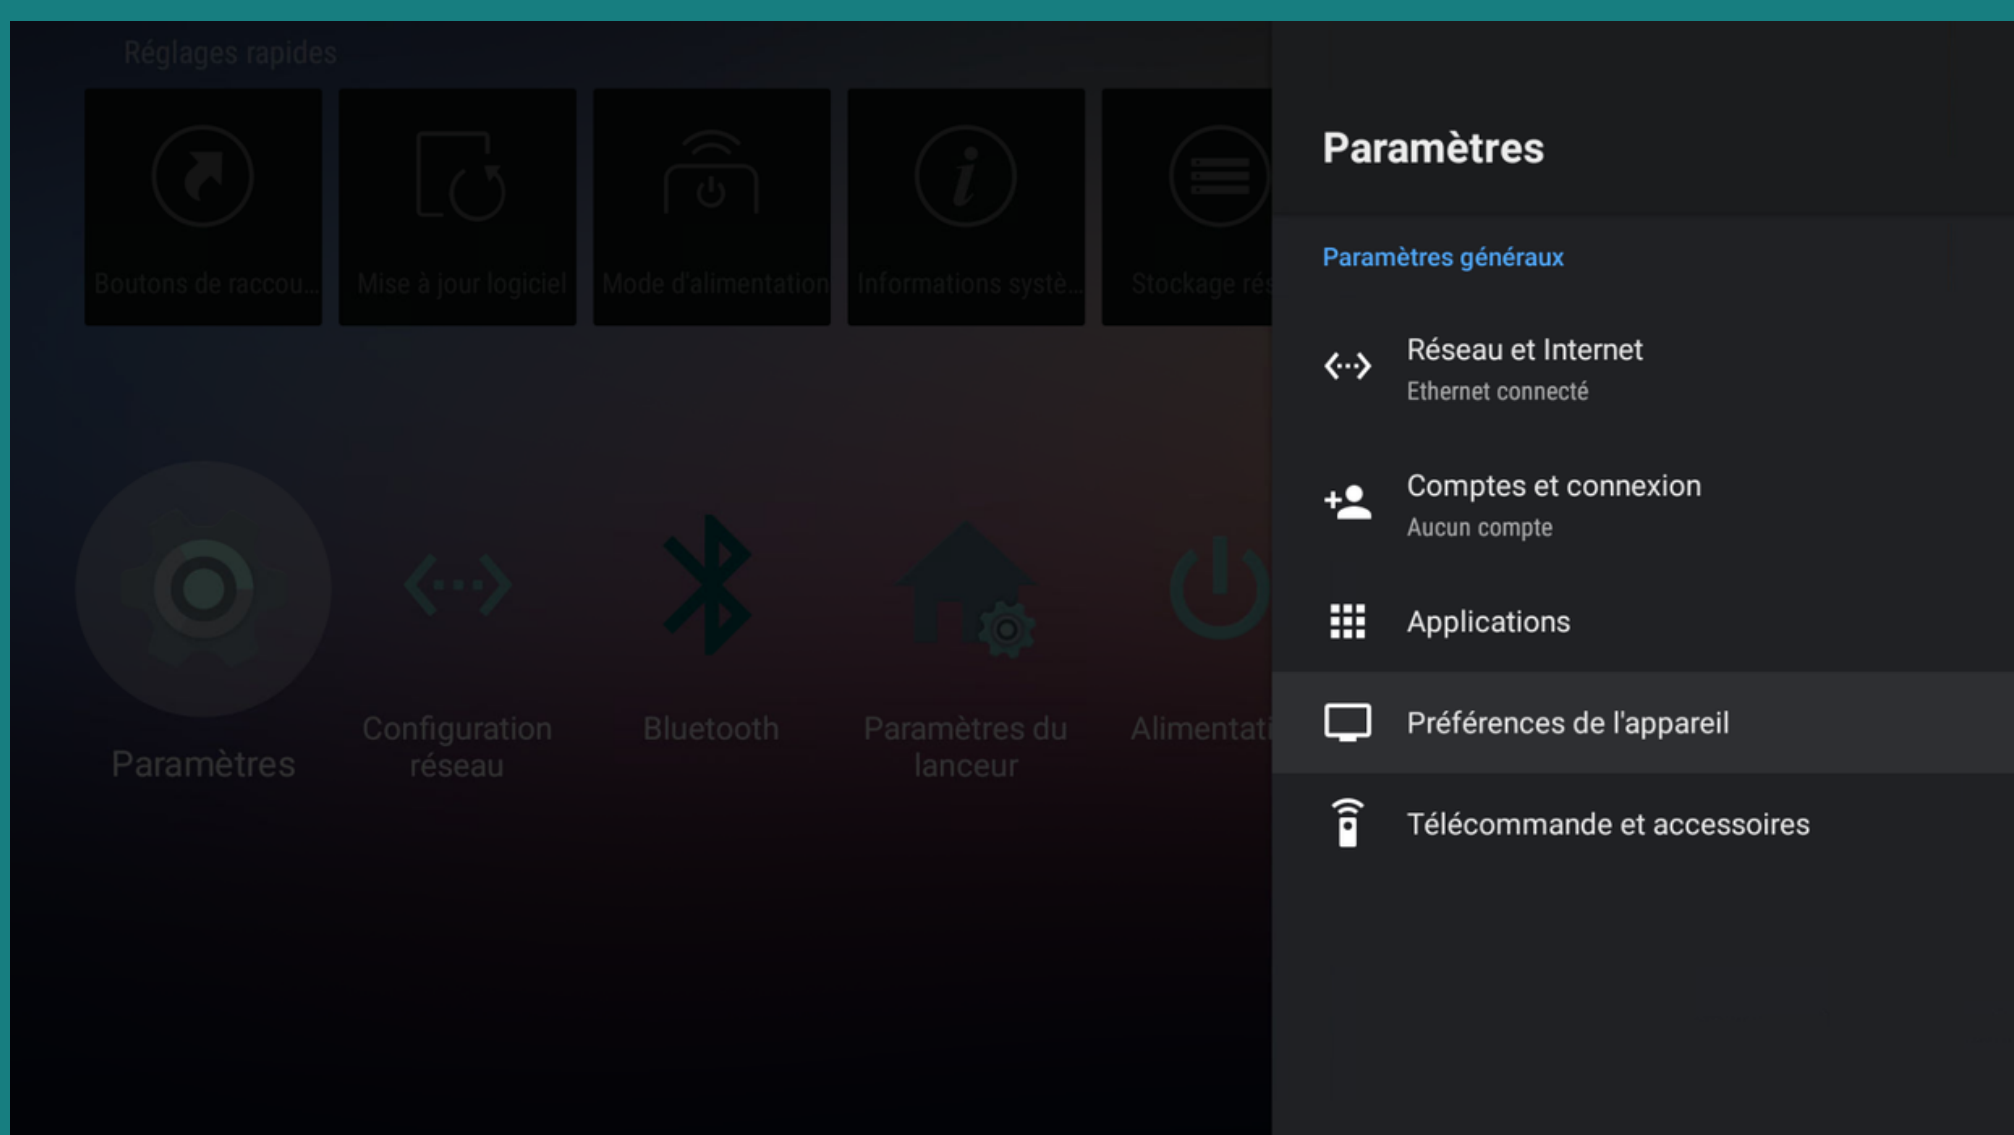 Réglages rapides
Boutons de raccou...
Mise à jour logiciel
Mode d'alimentation
Informations systè...
Stockage rés
Paramètres
Configuration
réseau
Bluetooth
Paramètres du
lanceur
Alimentati
Paramètres
Paramètres généraux
Réseau et Internet
Ethernet connecté
Comptes et connexion
Aucun compte
Applications
Préférences de l'appareil
Télécommande et accessoires